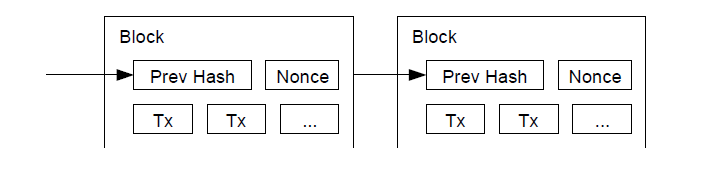 Block
Prev Hash Nonce
Tx Tx ...
Block
Prev Hash Nonce
Tx Tx ...